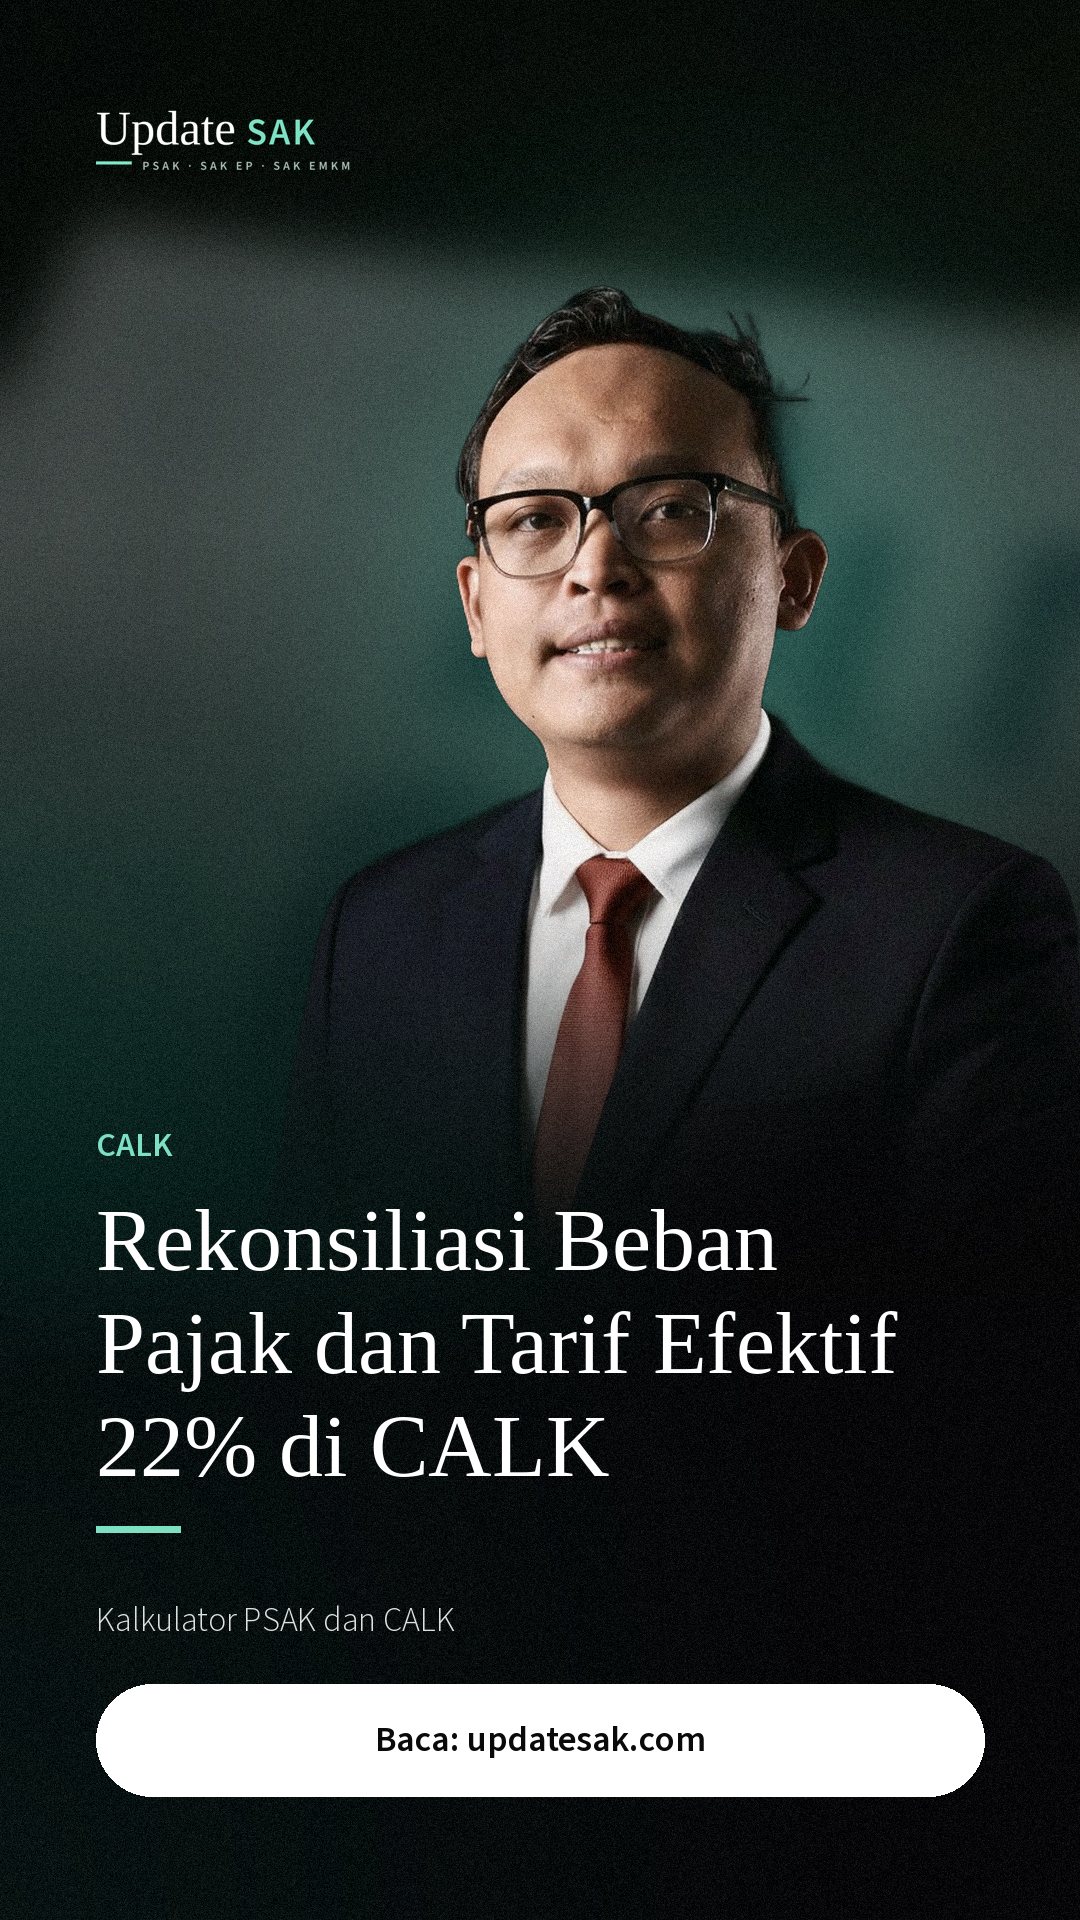 Update SAK
PSAK · SAK EP · SAK EMKM
CALK
Rekonsiliasi Beban
Pajak dan Tarif Efektif
22% di CALK
Kalkulator PSAK dan CALK
Baca: updatesak.com